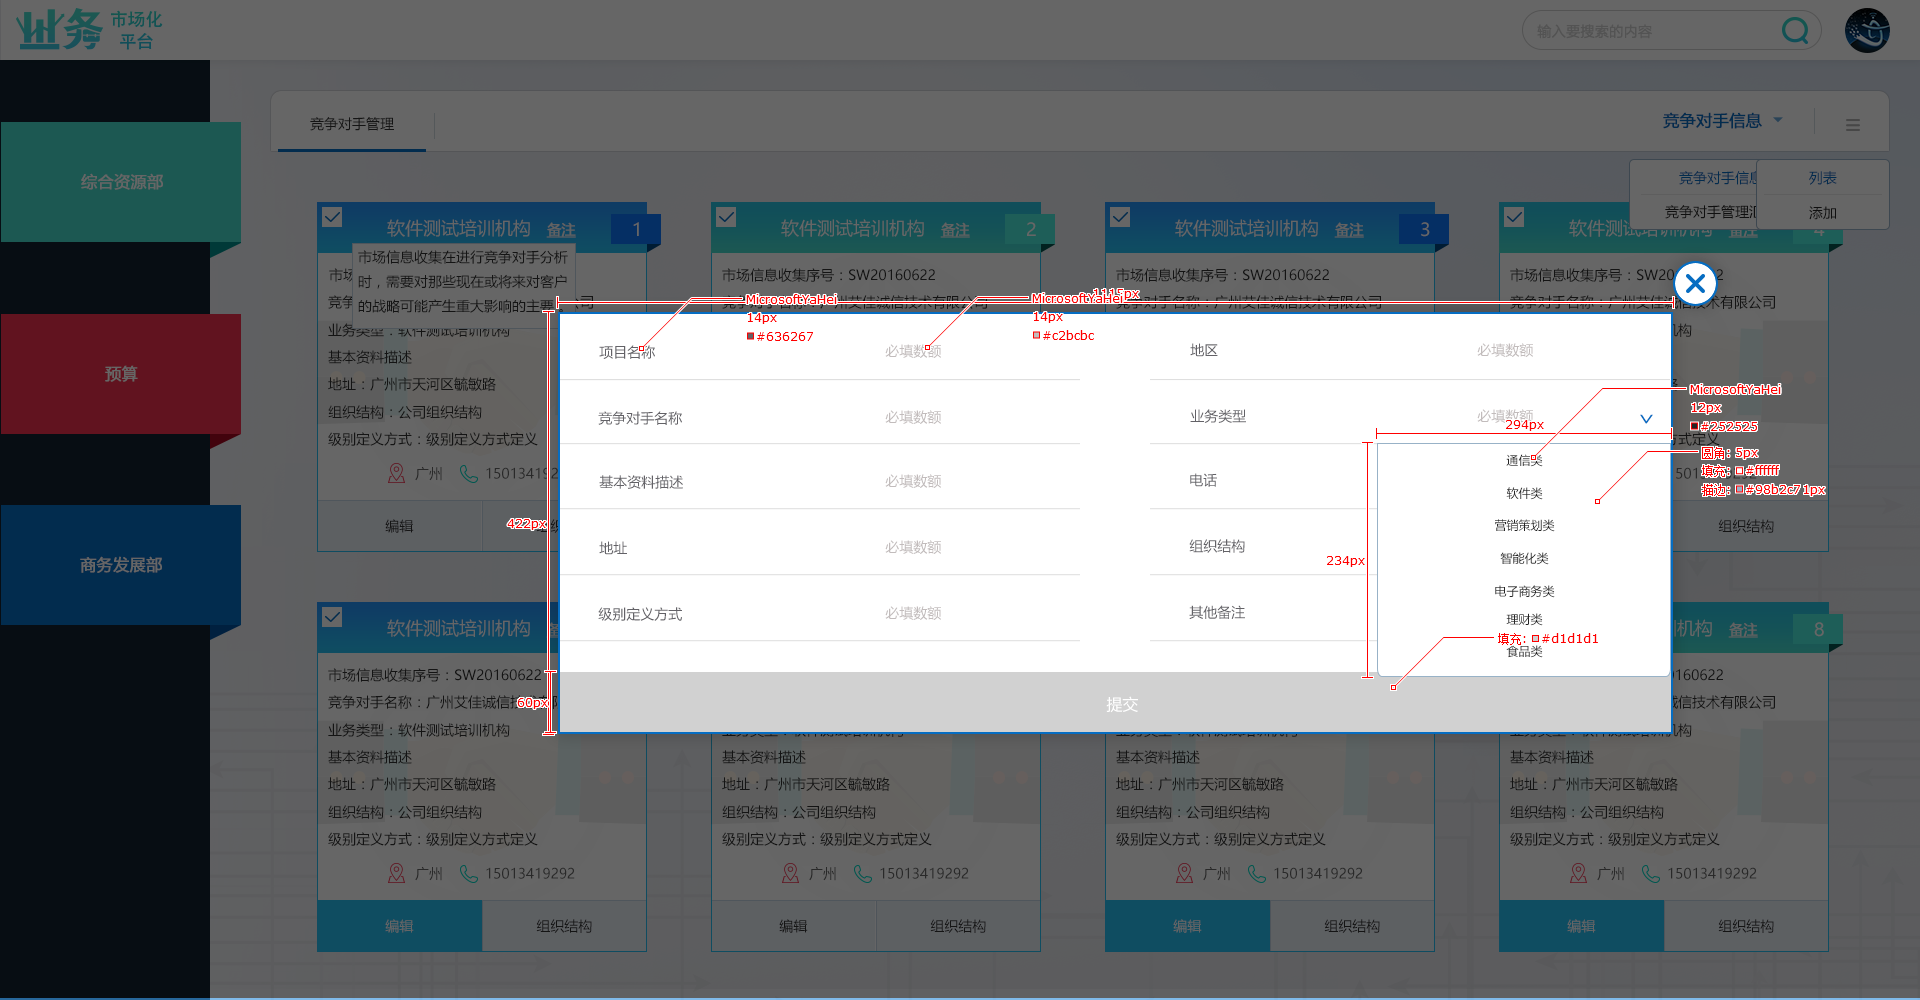 业务 市场化
平台
输入要搜索的内容
竞争对手管理
竞争对手信息
竞争对手信息
列表
竞争对手管理汇
添加
综合资源部
预算
商务发展部
软件测试培训机构 备注 1
市场信息收集在进行竞争对手分析
时，需要对那些现在或将来对客户
的战略可能产生重大影响的主要
业务类型：软件测试培训机构
基本资料描述
地址：广州市天河区毓敏路
组织结构：公司组织结构
级别定义方式：级别定义方式定义
广州 150134192
编辑
软件测试培训机构 备注 2
市场信息收集序号：SW20160622
软件测试培训机构 备注 3
市场信息收集序号：SW20160622
竞争对手名称：广州艾佳诚信技术有限公司
软件测试培训机构 备注 4
市场信息收集序号：SW20160622
组织结构
MicrosoftYaHei
14px
#636267
MicrosoftYaHei
14px
#c2bcbc
1115px
项目名称 必填数额
地区 必填数额
竞争对手名称 必填数额
业务类型 必填数额
基本资料描述 必填数额
电话
地址 必填数额
组织结构
级别定义方式 必填数额
其他备注
294px
通信类
软件类
营销策划类
智能化类
电子商务类
理财类
食品类
MicrosoftYaHei
12px
#252525
圆角：5px
填充：#ffffff
描边：#98b2c7 1px
422px
234px
填充：#d1d1d1
60px
提交
软件测试培训机构
市场信息收集序号：SW20160622
竞争对手名称：广州艾佳诚信技术有限
业务类型：软件测试培训机构
基本资料描述
地址：广州市天河区毓敏路
组织结构：公司组织结构
级别定义方式：级别定义方式定义
广州 15013419292
编辑 组织结构
基本资料描述
地址：广州市天河区毓敏路
组织结构：公司组织结构
级别定义方式：级别定义方式定义
广州 15013419292
编辑 组织结构
基本资料描述
地址：广州市天河区毓敏路
组织结构：公司组织结构
级别定义方式：级别定义方式定义
广州 15013419292
编辑 组织结构
机构 备注 8
基本资料描述
地址：广州市天河区毓敏路
组织结构：公司组织结构
级别定义方式：级别定义方式定义
广州 15013419292
编辑 组织结构